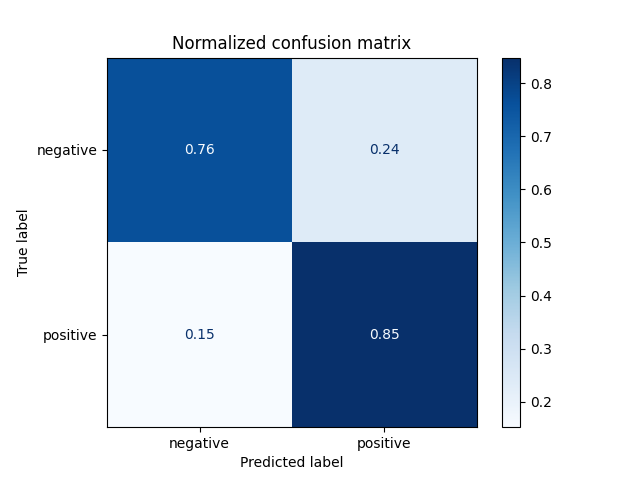 Normalized confusion matrix
True label
negative
0.76
0.24
positive
0.15
0.85
negative
positive
Predicted label
0.8
0.7
0.6
0.5
0.4
0.3
0.2